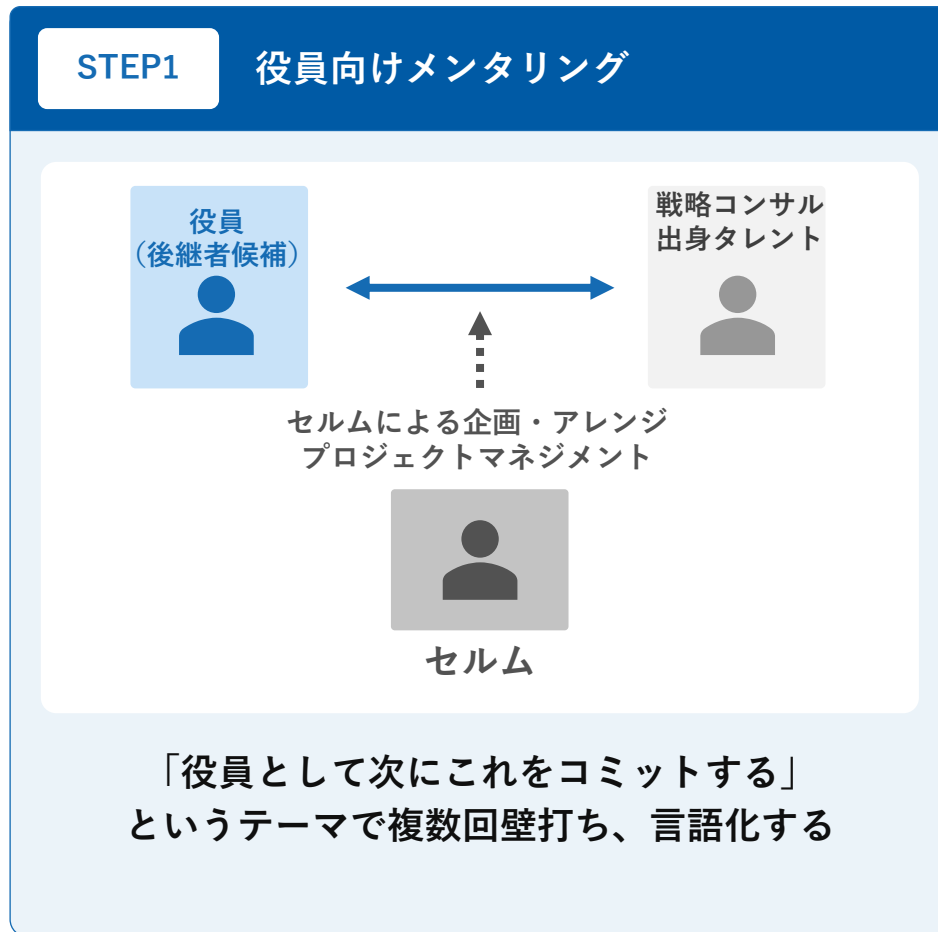 STEP1 役員向けメンタリング
役員
（後継者候補）
戦略コンサル
出身タレント
セルムによる企画・アレンジ
プロジェクトマネジメント
セルム
「役員として次にこれをコミットする」
というテーマで複数回壁打ち、言語化する